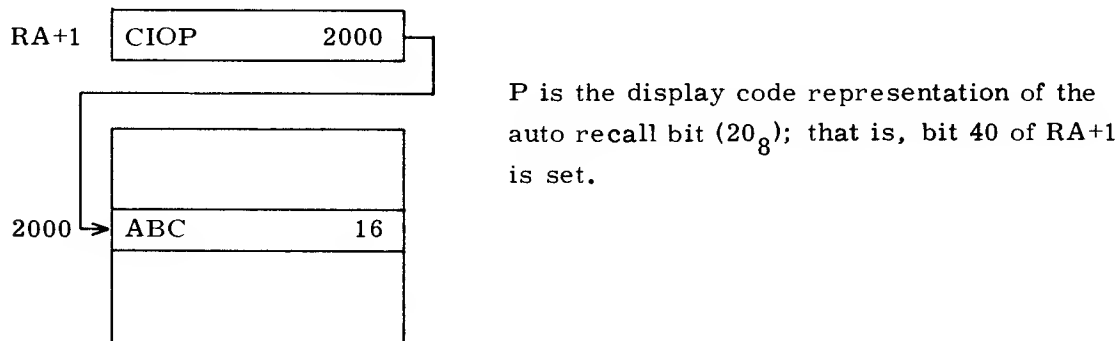 RA+1 CIOP 2000
P is the display code representation of the
auto recall bit (20₈); that is, bit 40 of RA+1
is set.
2000 ABC 16